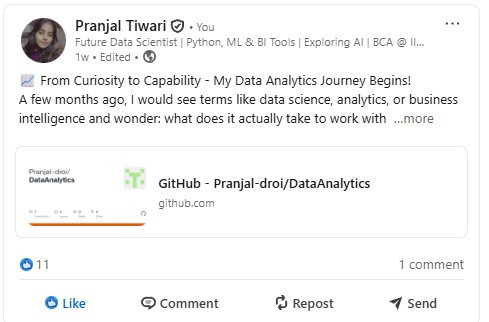 Pranjal Tiwari • You
Future Data Scientist | Python, ML & BI Tools | Exploring AI | BCA @ II...
1w • Edited •
From Curiosity to Capability - My Data Analytics Journey Begins!
A few months ago, I would see terms like data science, analytics, or business
intelligence and wonder: what does it actually take to work with ...more
Pranjal-droi/
DataAnalytics
GitHub - Pranjal-droi/DataAnalytics
github.com
11
1 comment
Like
Comment
Repost
Send